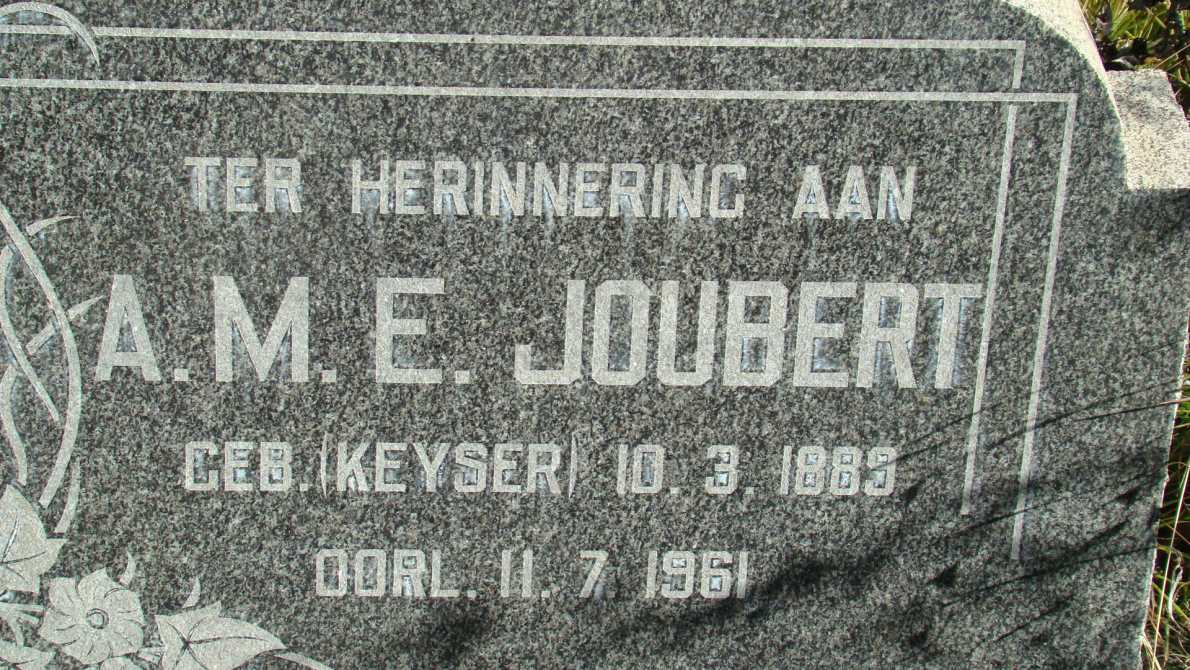 TER HERINNERING AAN
A.M.E. JOUBERT
GEB. (KEYSER) 10. 3. 1883
OORL. 11. 7. 1961